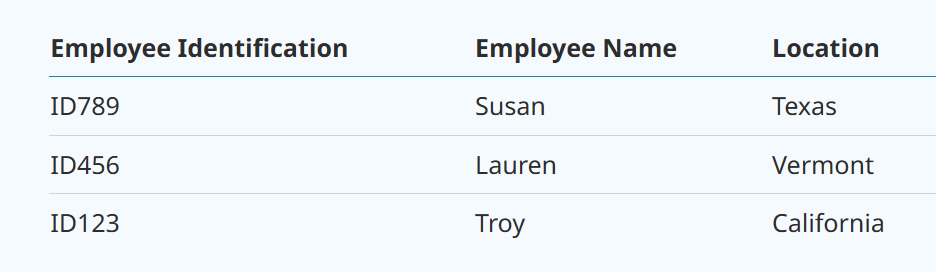 Employee Identification Employee Name Location
ID789 Susan Texas
ID456 Lauren Vermont
ID123 Troy California